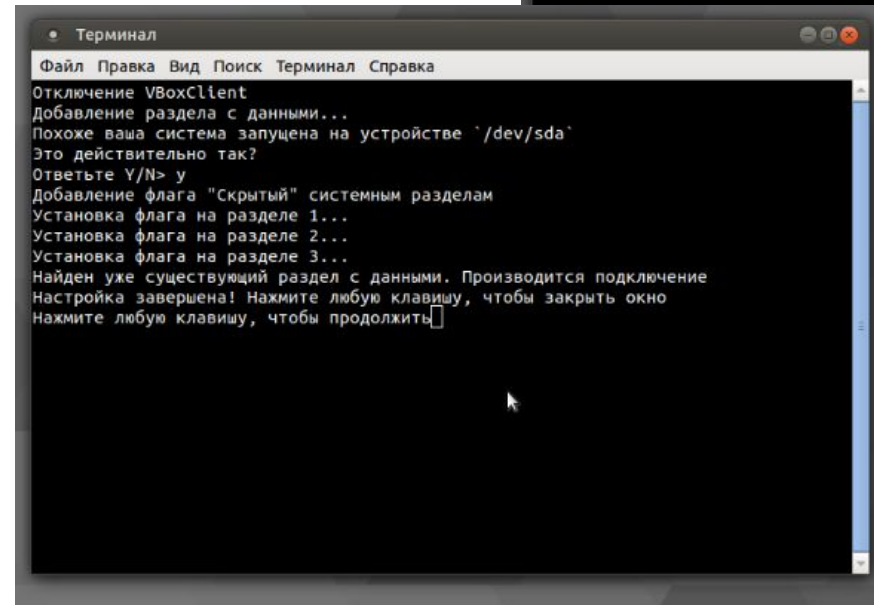 Терминал
Файл Правка Вид Поиск Терминал Справка
Отключение VBoxClient
Добавление раздела с данными...
Похоже ваша система запущена на устройстве `/dev/sda`
Это действительно так?
Ответьте Y/N> y
Добавление флага "Скрытый" системным разделам
Установка флага на разделе 1...
Установка флага на разделе 2...
Установка флага на разделе 3...
Найден уже существующий раздел с данными. Производится подключение
Настройка завершена! Нажмите любую клавишу, чтобы закрыть окно
Нажмите любую клавишу, чтобы продолжить